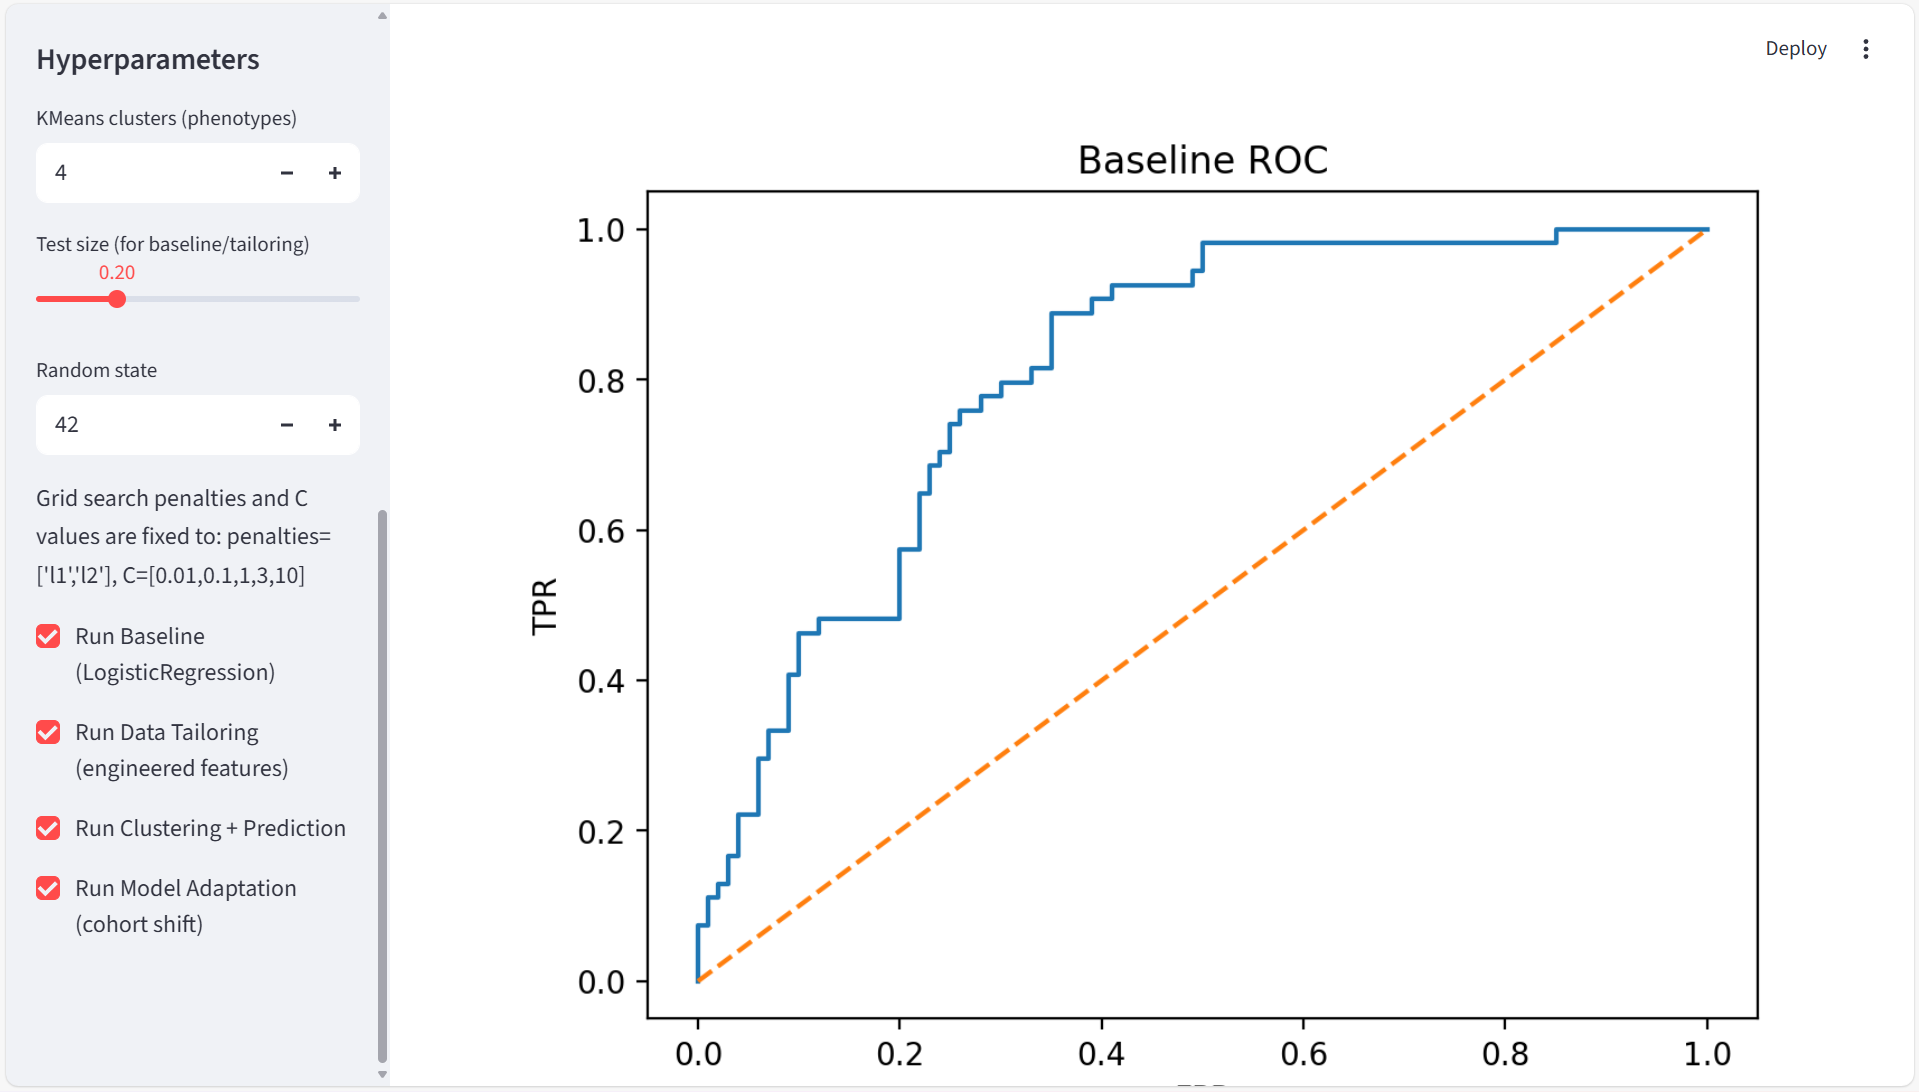 Hyperparameters
KMeans clusters (phenotypes)
4
Test size (for baseline/tailoring)
0.20
Random state
42
Grid search penalties and C
values are fixed to: penalties=
['l1','l2'], C=[0.01,0.1,1,3,10]
Run Baseline
(LogisticRegression)
Run Data Tailoring
(engineered features)
Run Clustering + Prediction
Run Model Adaptation
(cohort shift)
Deploy
Baseline ROC
1.0
0.8
0.6
0.4
0.2
0.0
TPR
0.0 0.2 0.4 0.6 0.8 1.0